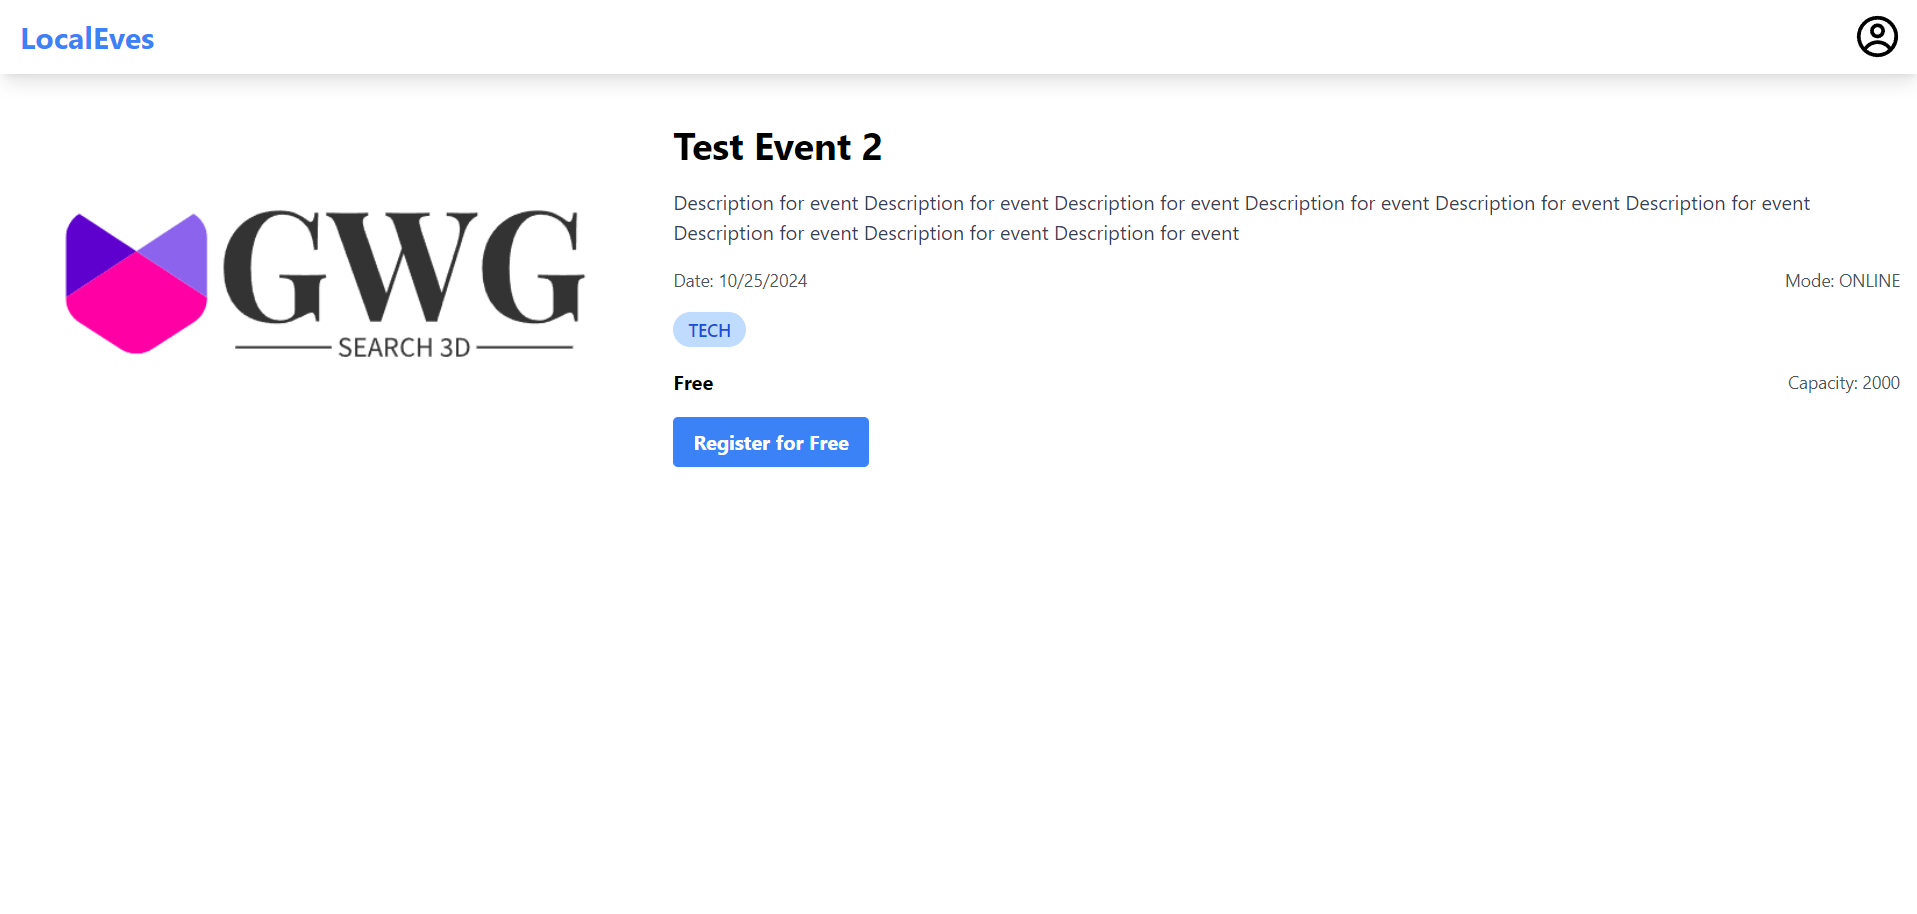 LocalEves
GWG
SEARCH 3D
Test Event 2
Description for event Description for event Description for event Description for event Description for event Description for event
Description for event Description for event Description for event
Date: 10/25/2024
Mode: ONLINE
TECH
Free
Capacity: 2000
Register for Free